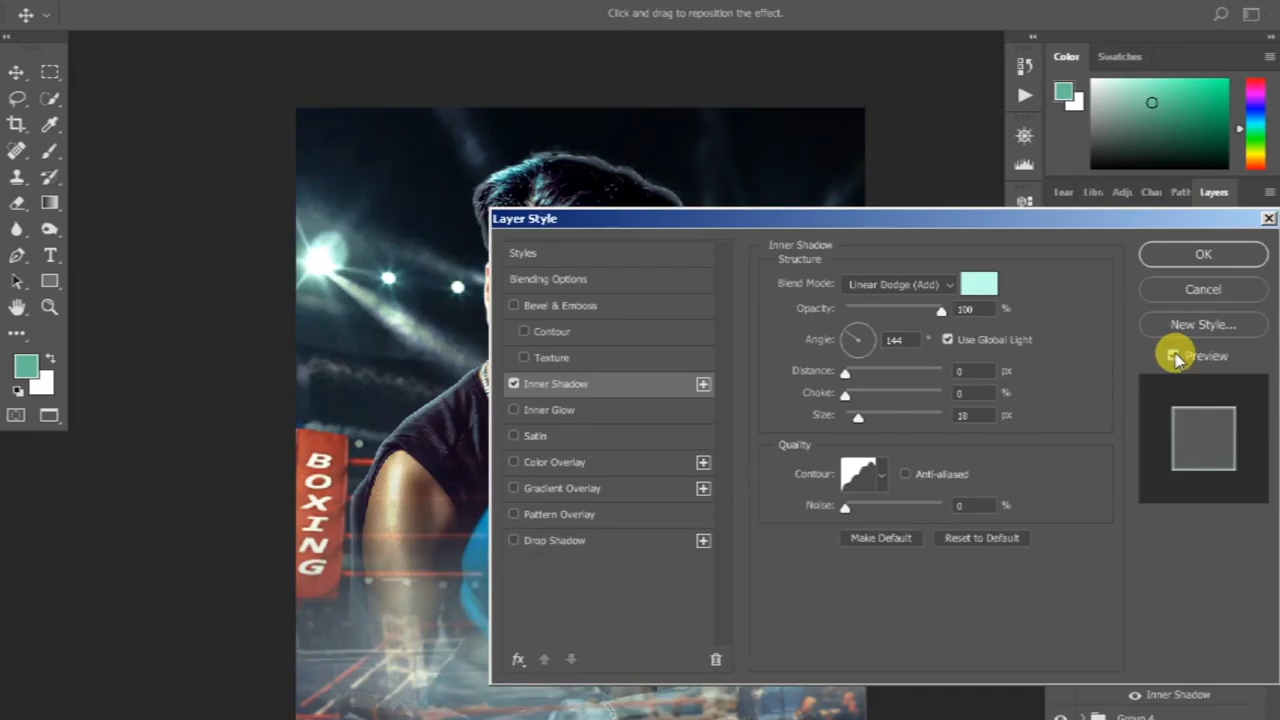 Click and drag to reposition the effect.
Color
Swatches
Lear
Libr
Adju
Char
Path
Layers
Layer Style
Styles
Blending Options
Bevel & Emboss
Contour
Texture
Inner Shadow
Inner Glow
Satin
Color Overlay
Gradient Overlay
Pattern Overlay
Drop Shadow
fx
Inner Shadow
Structure
Blend Mode: Linear Dodge (Add)
Opacity: 100 %
Angle: 144 ° Use Global Light
Distance: 0 px
Choke: 0 %
Size: 18 px
Quality
Contour: Anti-aliased
Noise: 0 %
Make Default
Reset to Default
OK
Cancel
New Style...
Preview
BOXING
Inner Shadow
Group 4